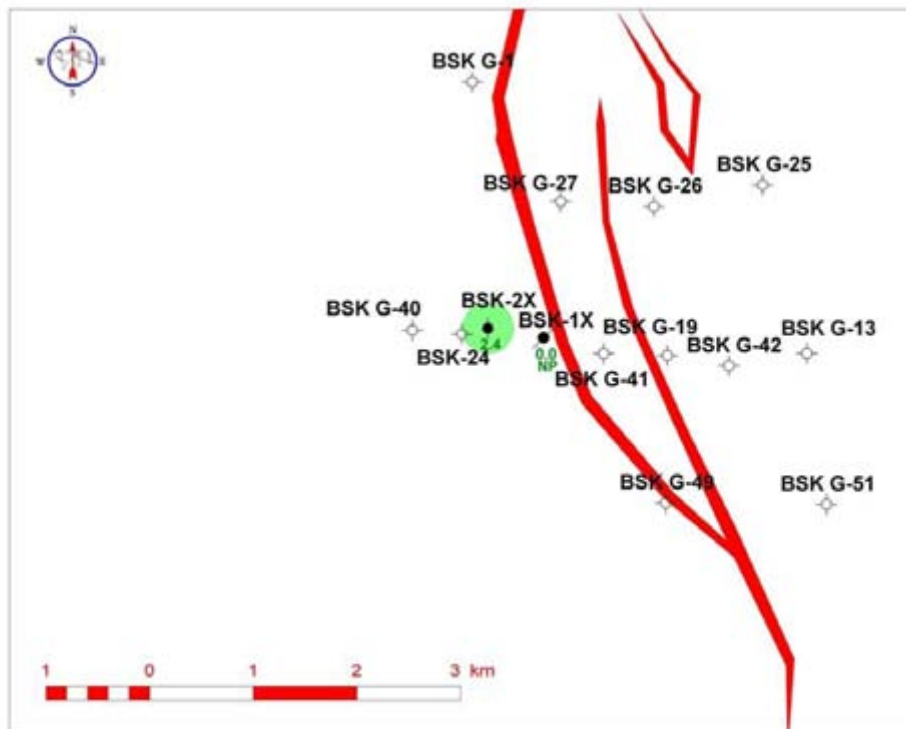 N
W
E
S
BSK G-1
BSK G-25
BSK G-27
BSK G-26
BSK-2X
BSK G-40
BSK-1X
BSK G-19
BSK G-13
2.4
BSK-24
0.0
NP
BSK G-42
BSK G-41
BSK G-49
BSK G-51
1 0 1 2 3 km